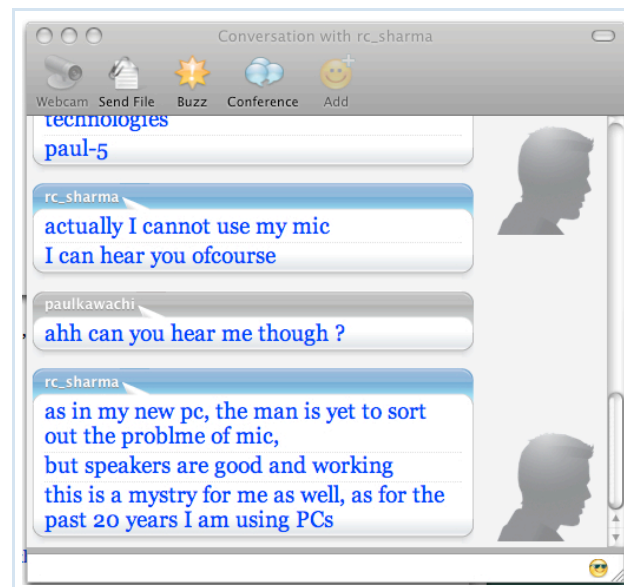 Conversation with rc_sharma
Webcam Send File Buzz Conference Add
technologies
paul-5
rc_sharma
actually I cannot use my mic
I can hear you ofcourse
paulkawachi
ahh can you hear me though ?
rc_sharma
as in my new pc, the man is yet to sort
out the problme of mic,
but speakers are good and working
this is a mystry for me as well, as for the
past 20 years I am using PCs